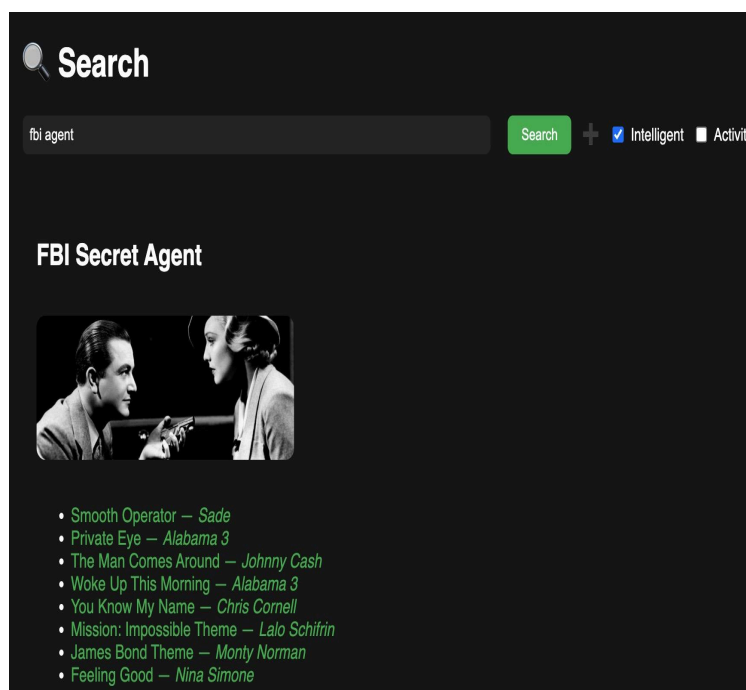 Search
fbi agent
Search
Intelligent
Activit
FBI Secret Agent
Smooth Operator — Sade
Private Eye — Alabama 3
The Man Comes Around — Johnny Cash
Woke Up This Morning — Alabama 3
You Know My Name — Chris Cornell
Mission: Impossible Theme — Lalo Schifrin
James Bond Theme — Monty Norman
Feeling Good — Nina Simone